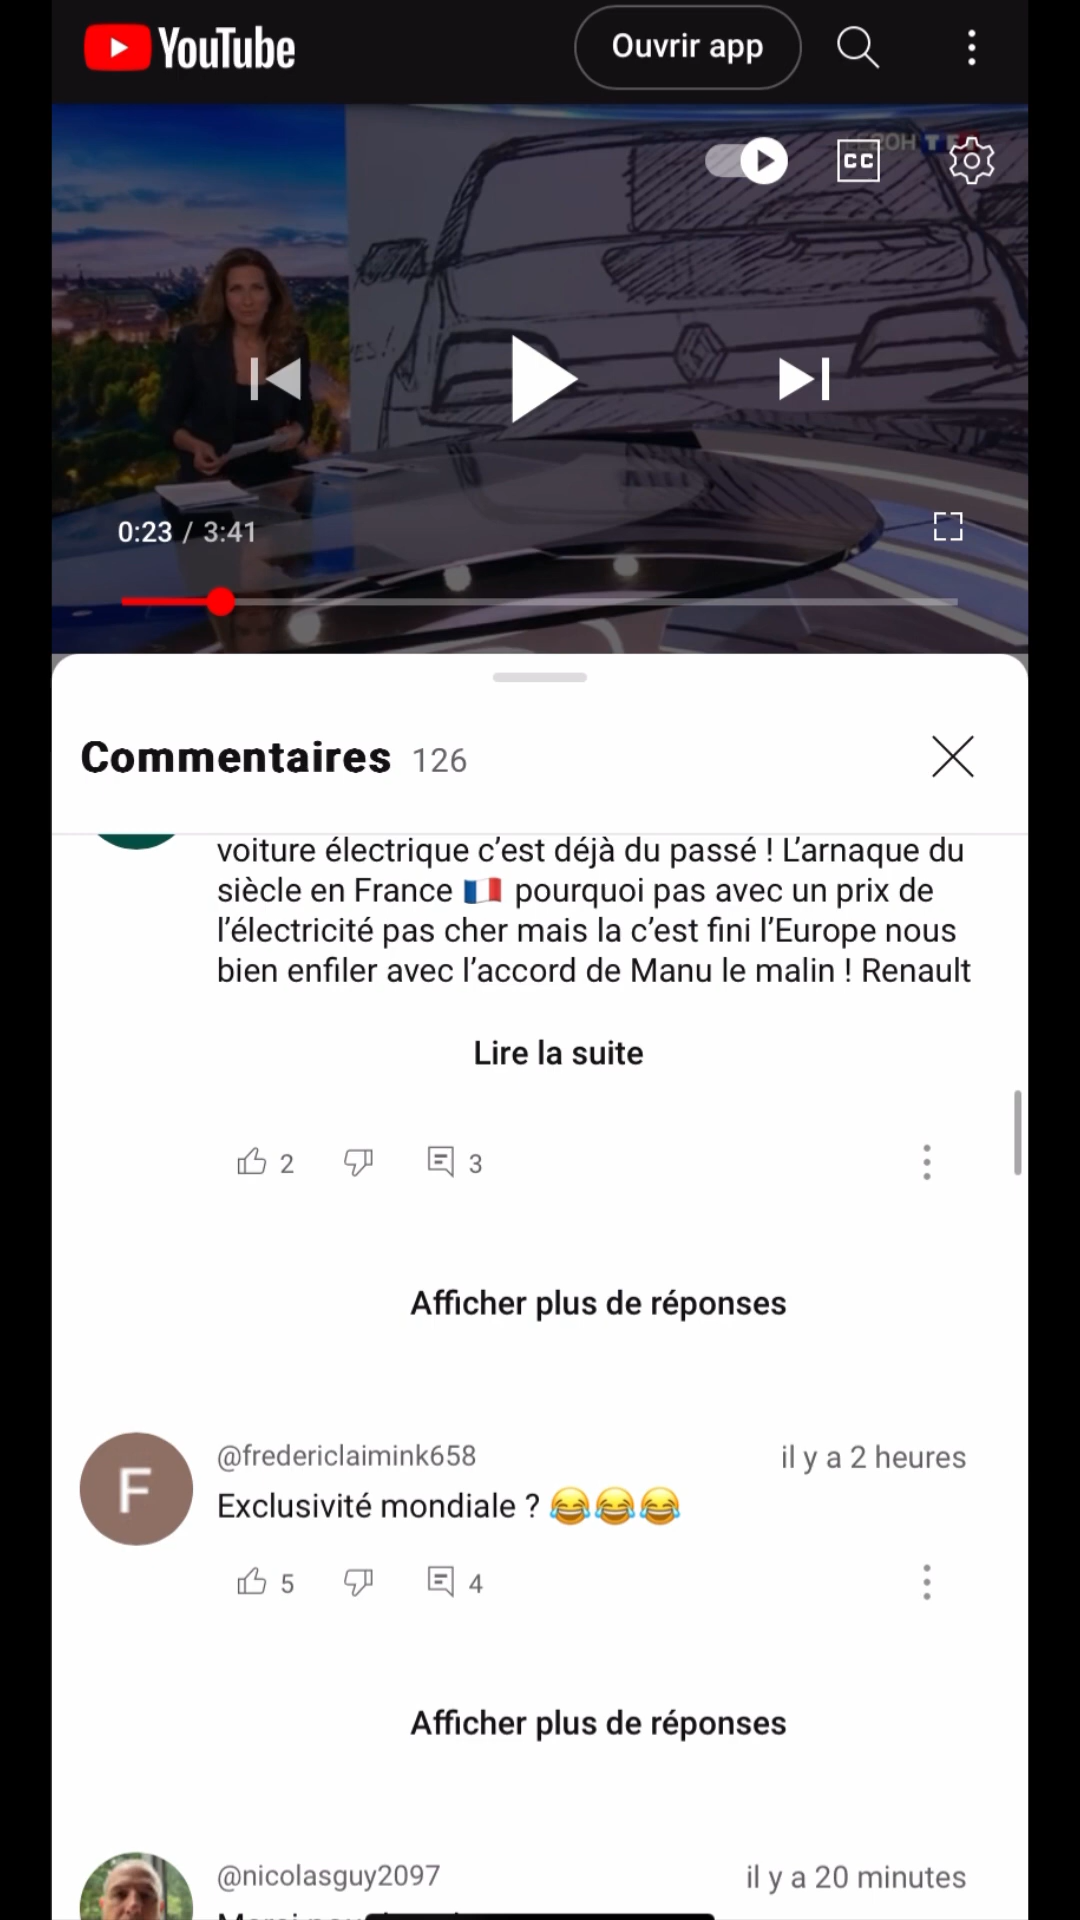 YouTube
Ouvrir app
20H TF
CC
0:23 / 3:41
Commentaires 126
voiture électrique c’est déjà du passé ! L’arnaque du
siècle en France 🇫🇷 pourquoi pas avec un prix de
l’électricité pas cher mais la c’est fini l’Europe nous
bien enfiler avec l’accord de Manu le malin ! Renault
Lire la suite
2 3
Afficher plus de réponses
F
@fredericlaimink658 il y a 2 heures
Exclusivité mondiale ? 😂😂😂
5 4
Afficher plus de réponses
@nicolasguy2097 il y a 20 minutes